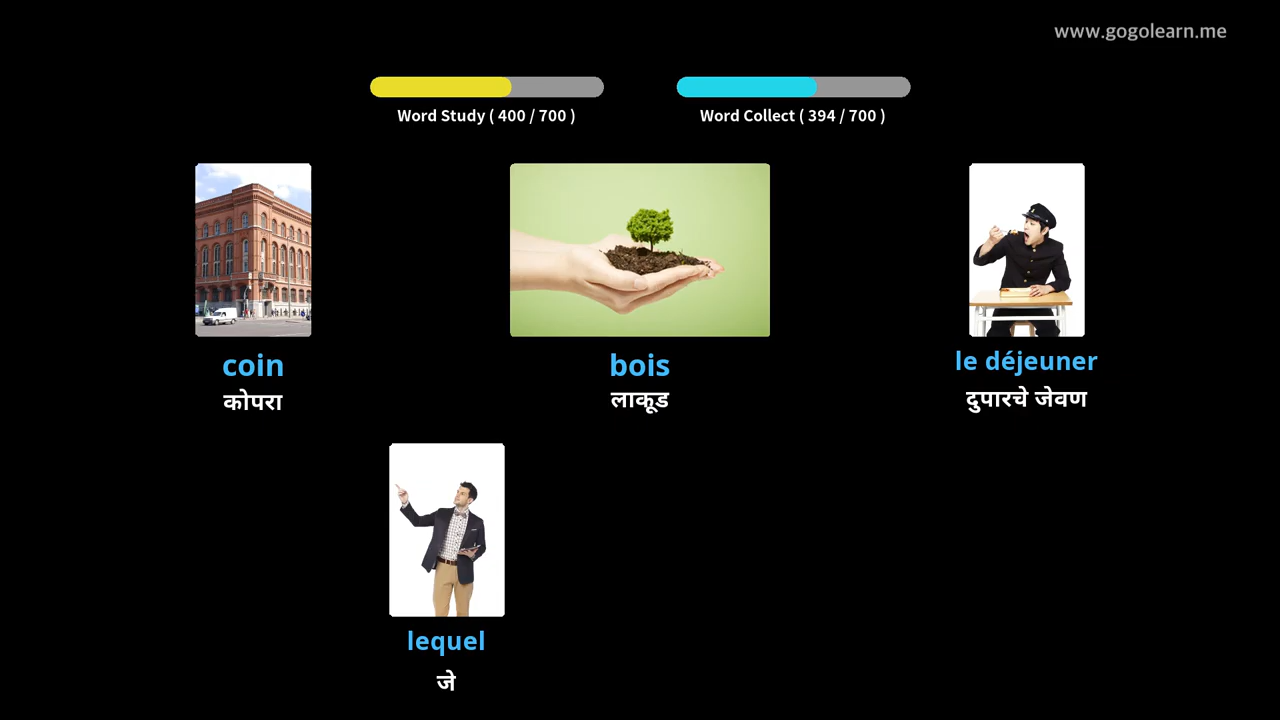 www.gogolearn.me
Word Study ( 400 / 700 )
Word Collect ( 394 / 700 )
coin
कोपरा
bois
लाकूड
le déjeuner
दुपारचे जेवण
lequel
जे